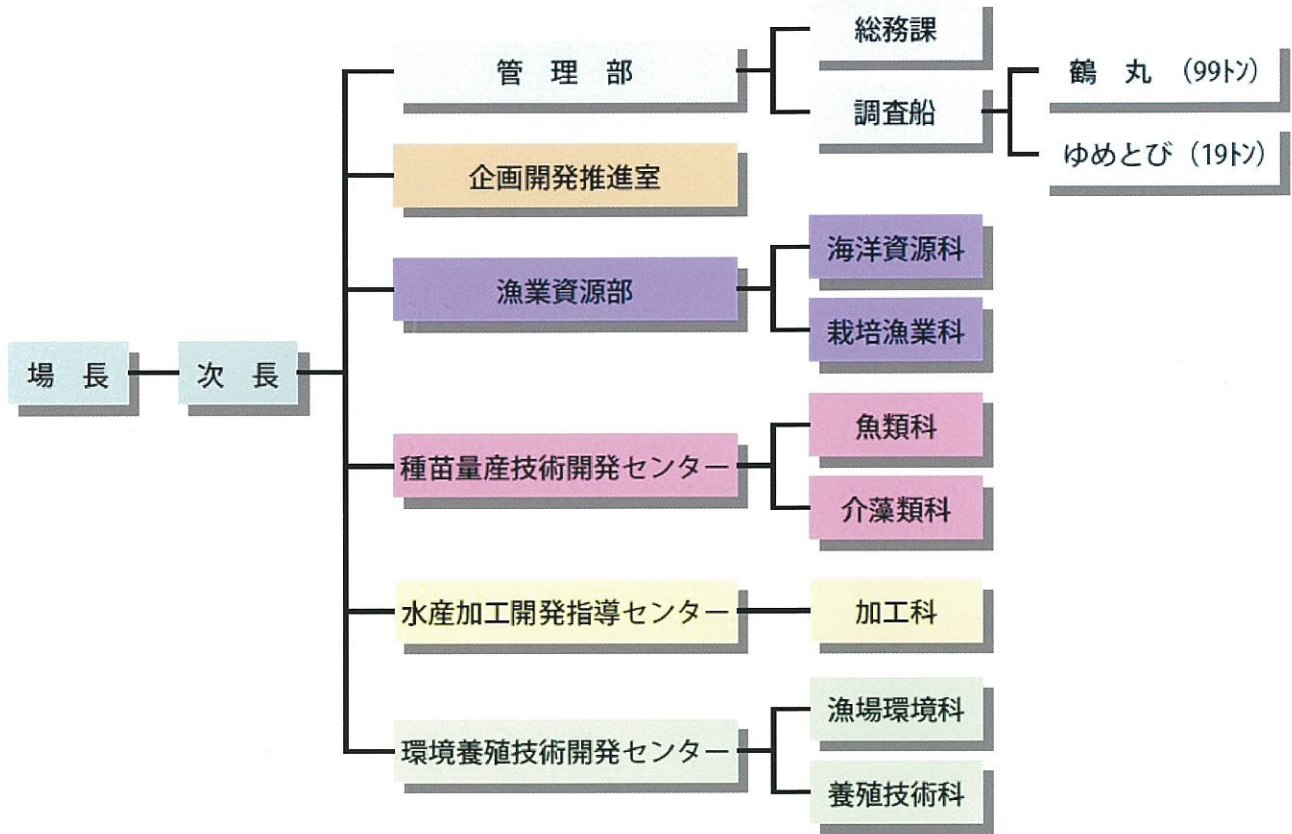 場　長
次　長
管　理　部
総務課
調査船
鶴　丸　（99トン）
ゆめとび（19トン）
企画開発推進室
漁業資源部
海洋資源科
栽培漁業科
種苗量産技術開発センター
魚類科
介藻類科
水産加工開発指導センター
加工科
環境養殖技術開発センター
漁場環境科
養殖技術科